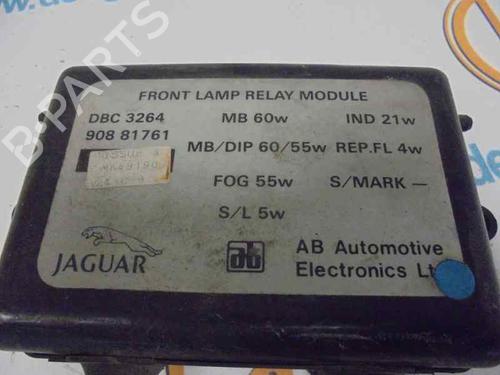 FRONT LAMP RELAY MODULE
DBC 3264 MB 60w IND 21w
908 81761 MB/DIP 60/55w REP.FL 4w
FOG 55w S/MARK —
S/L 5w
JAGUAR ab AB Automotive
Electronics Lt